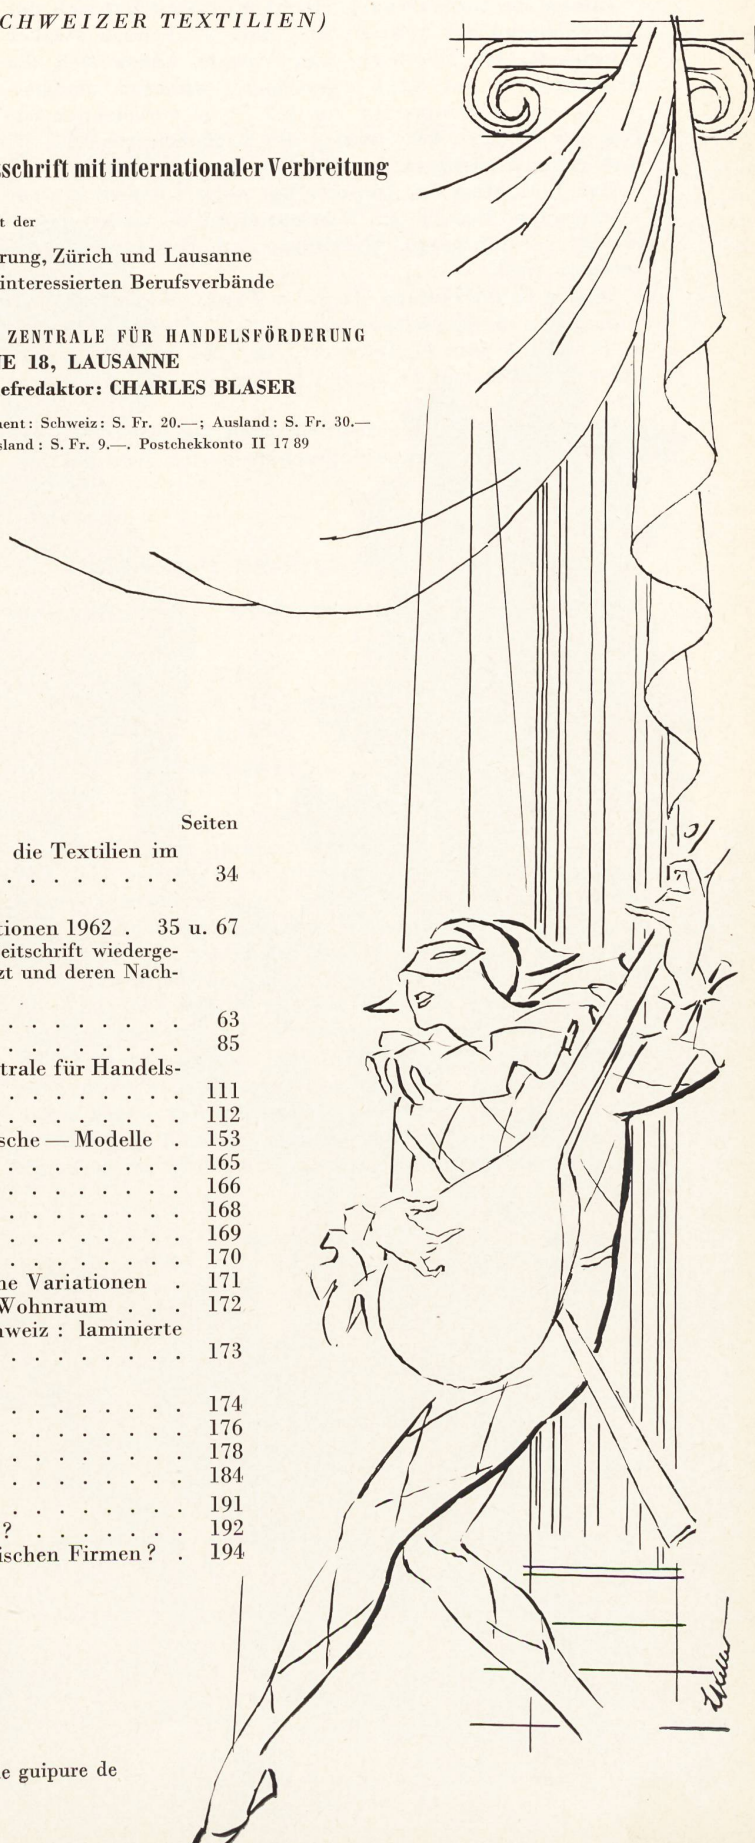 CHWEIZER TEXTILIEN)
schrift mit internationaler Verbreitung
t der
rung, Zürich und Lausanne
interessierten Berufsverbände
ZENTRALE FÜR HANDELSFÖRDERUNG
E 18, LAUSANNE
efredaktor: CHARLES BLASER
ent: Schweiz: S. Fr. 20.—; Ausland: S. Fr. 30.—
sland: S. Fr. 9.—. Postchekkonto II 17 89
Seiten
die Textilien im
. . . . . . . . 34
tionen 1962 . 35 u. 67
eitschrift wiederge-
zt und deren Nach-
. . . . . . . . 63
. . . . . . . . 85
trale für Handels-
. . . . . . . . 111
. . . . . . . . 112
sche — Modelle . 153
. . . . . . . . 165
. . . . . . . . 166
. . . . . . . . 168
. . . . . . . . 169
. . . . . . . . 170
ne Variationen . 171
Wohnraum . . . 172
weiz : laminierte
. . . . . . . . 173
. . . . . . . . 174
. . . . . . . . 176
. . . . . . . . 178
. . . . . . . . 184
. . . . . . . . 191
? . . . . . . . 192
ischen Firmen ? . 194
e guipure de